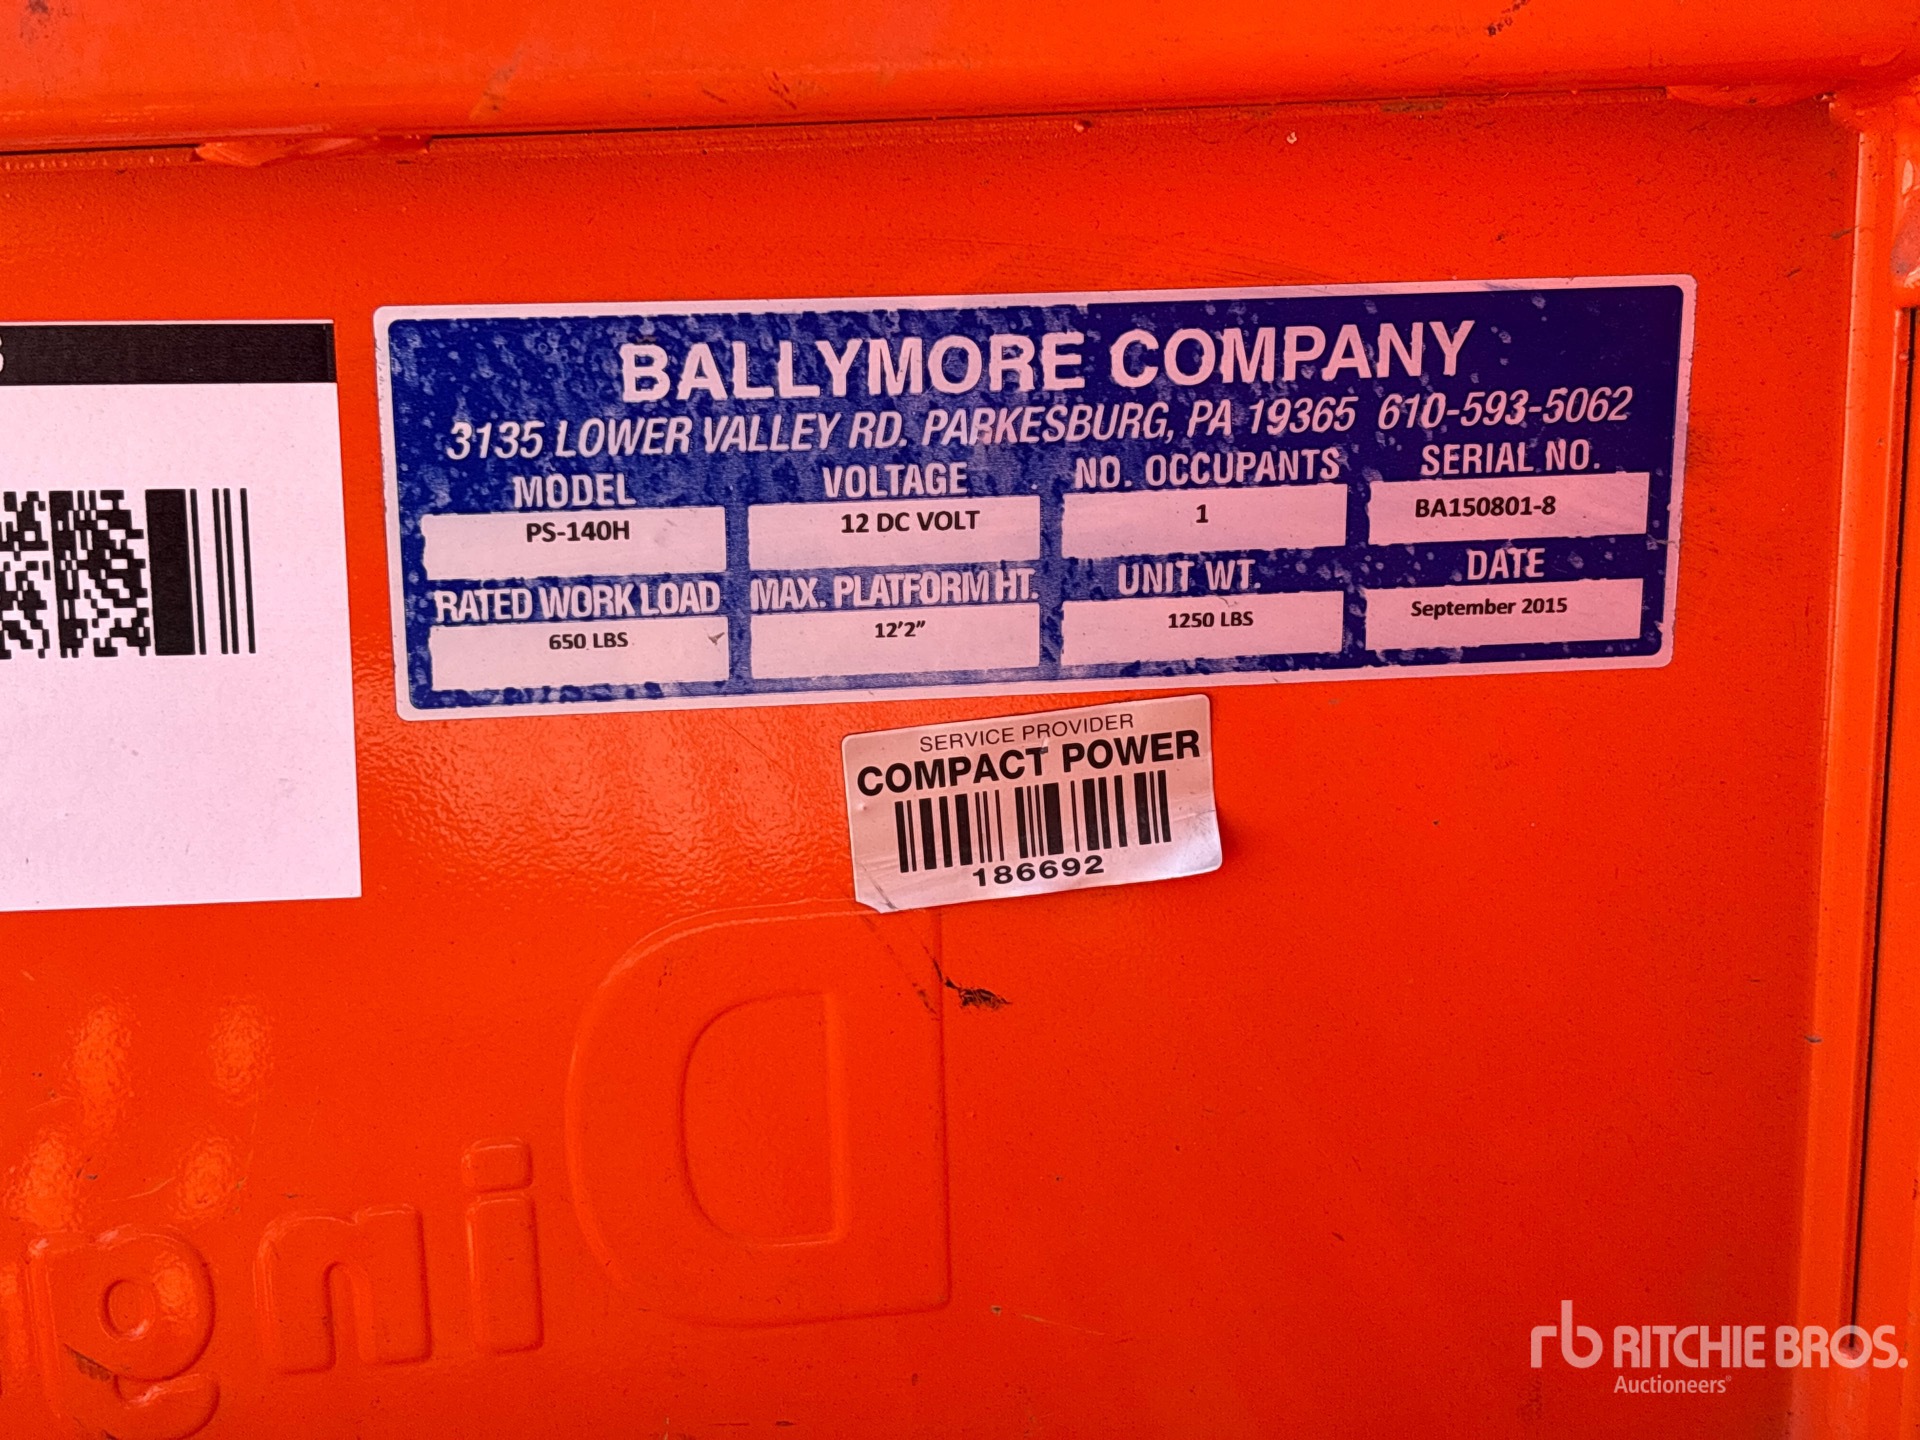 BALLYMORE COMPANY
3135 LOWER VALLEY RD. PARKESBURG, PA 19365 610-593-5062
MODEL VOLTAGE NO. OCCUPANTS SERIAL NO.
PS-140H 12 DC VOLT 1 BA150801-8
RATED WORK LOAD MAX. PLATFORM HT. UNIT WT. DATE
650 LBS 12'2" 1250 LBS September 2015
SERVICE PROVIDER
COMPACT POWER
186692
Ding
rb RITCHIE BROS.
Auctioneers®